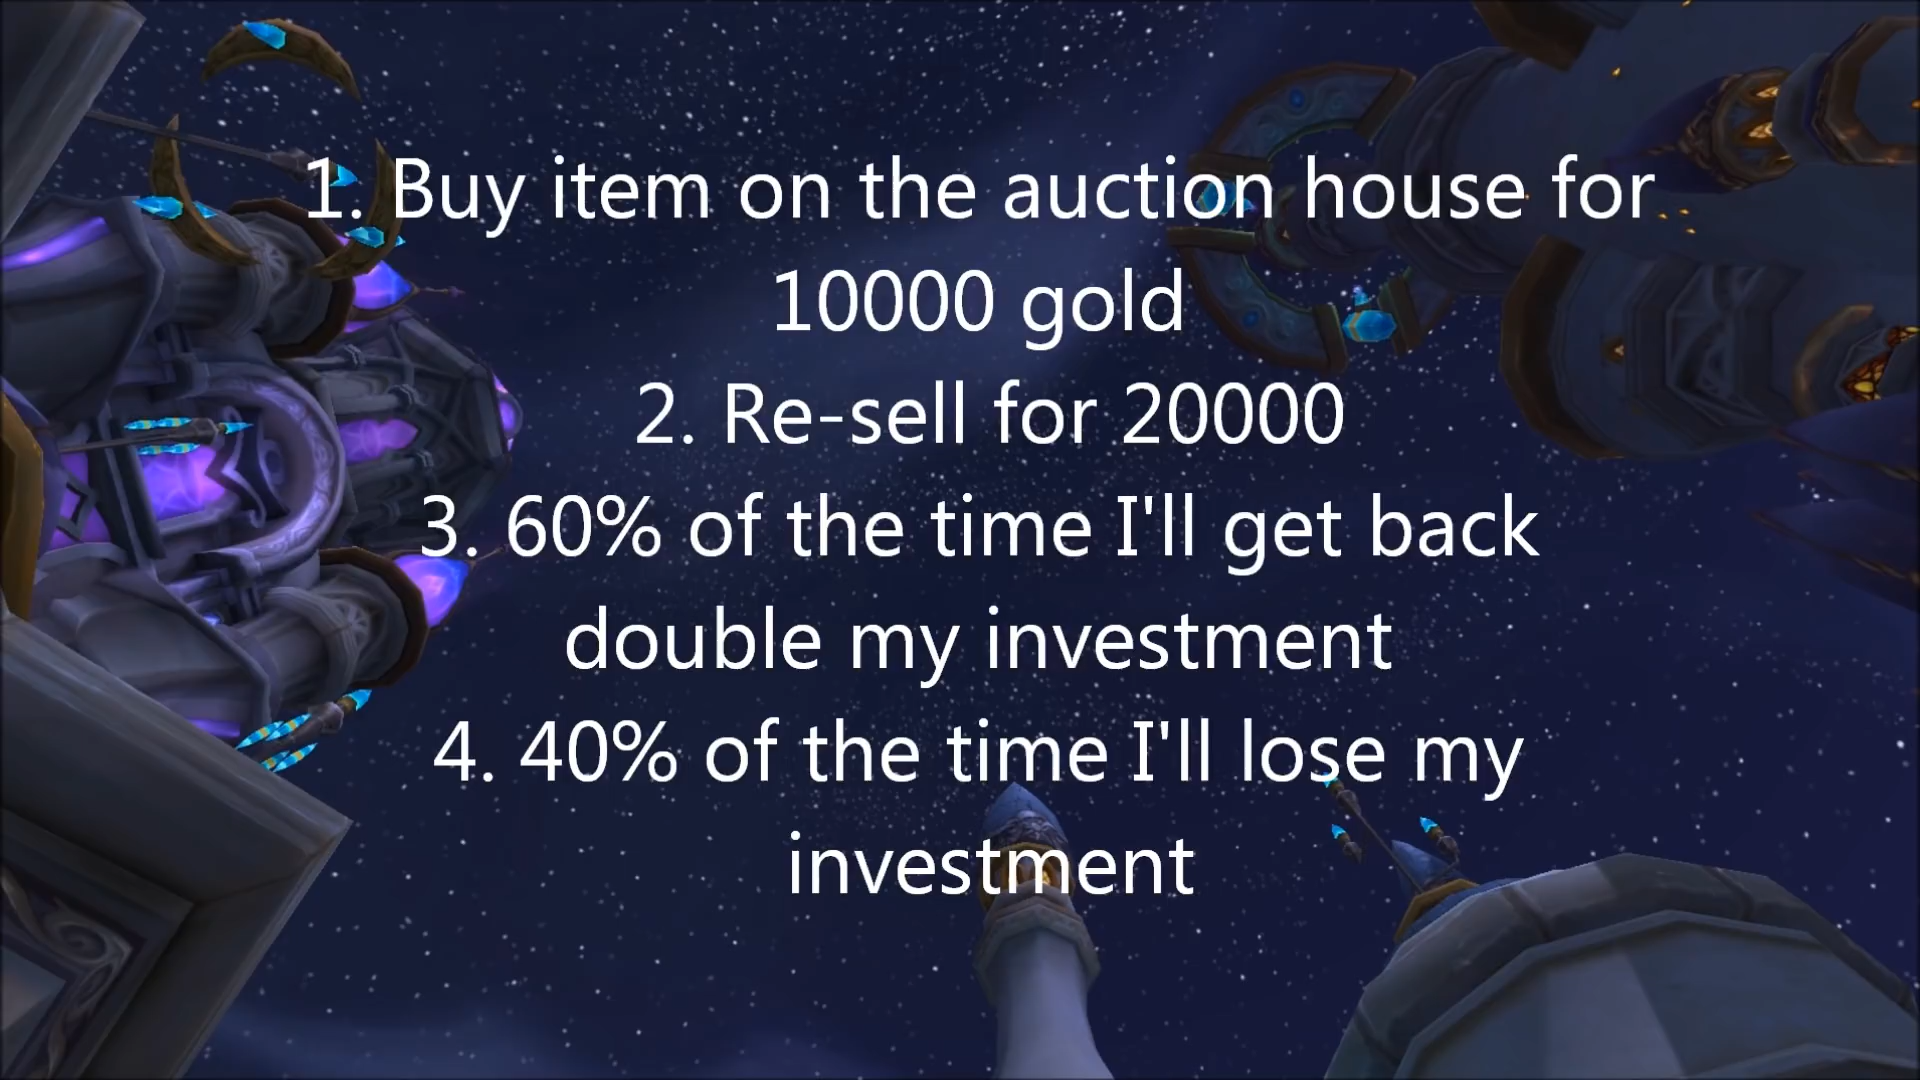 1. Buy item on the auction house for
10000 gold
2. Re-sell for 20000
3. 60% of the time I'll get back
double my investment
4. 40% of the time I'll lose my
investment